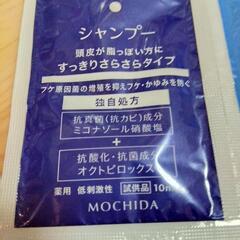 シャンプー
頭皮が脂っぽい方に
すっきりさらさらタイプ
フケ原因菌の増殖を抑えフケ・かゆみを防ぐ
独自処方
抗真菌(抗カビ)成分
ミコナゾール硝酸塩
+
抗酸化・抗菌成分
オクトピロックス
薬用 低刺激性 試供品 10m
MOCHIDA